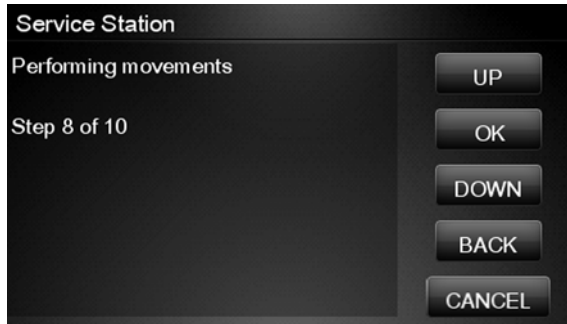 Service Station
Performing movements
Step 8 of 10
UP
OK
DOWN
BACK
CANCEL